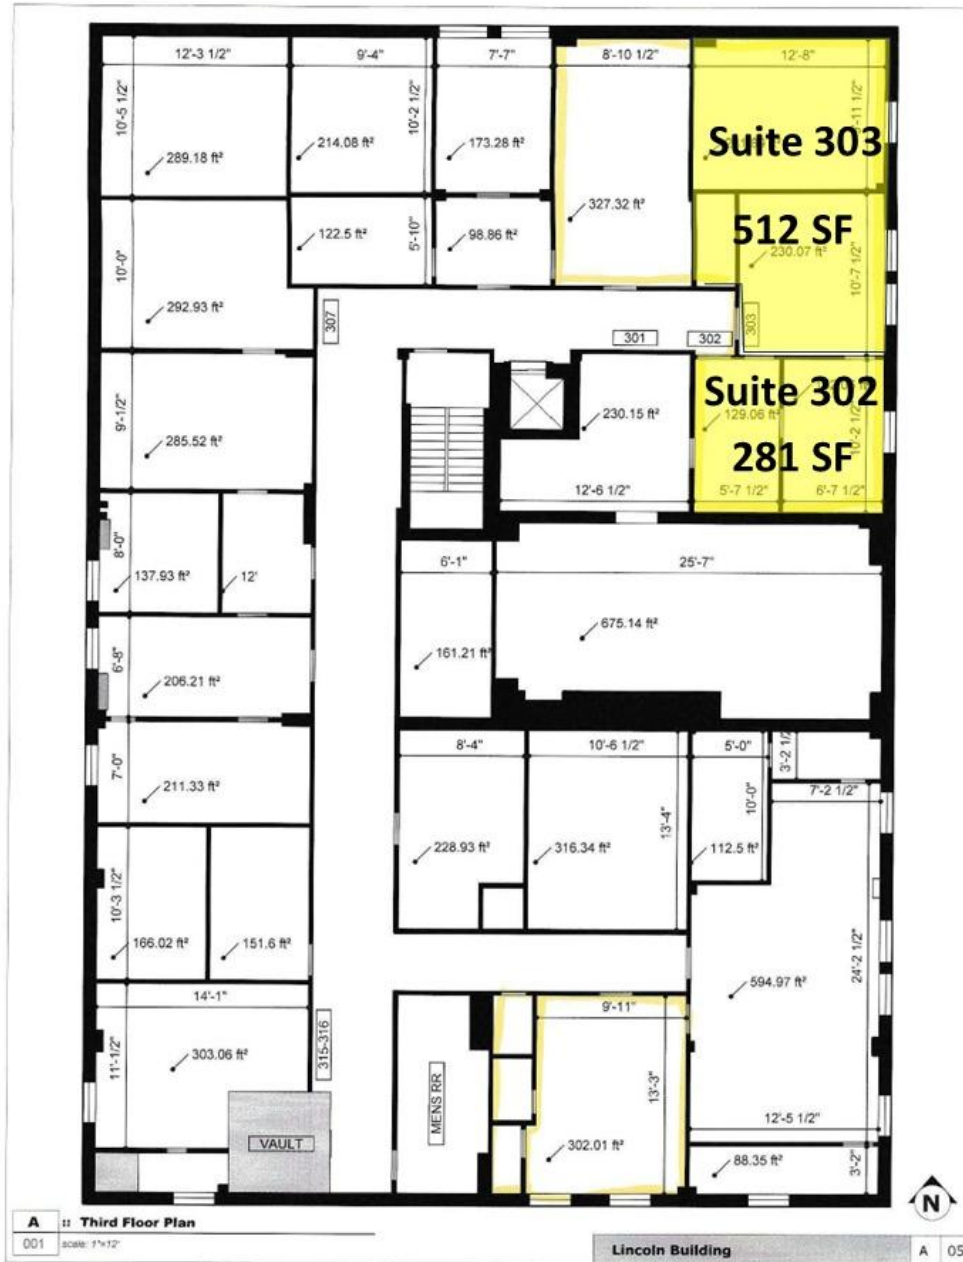 12'-3 1/2"
9'-4"
7'-7"
8'-10 1/2"
12'-8"
10'-5 1/2"
10'-2 1/2"
-11 1/2"
289.18 ft²
214.08 ft²
173.28 ft²
Suite 303
327.32 ft²
122.5 ft²
5'-10"
98.86 ft²
512 SF
230.07 ft²
10'-0"
10'-7 1/2"
292.93 ft²
307
301
302
303
9'-1/2"
285.52 ft²
230.15 ft²
Suite 302
129.06 ft²
10'-2 1/2"
281 SF
12'-6 1/2"
5'-7 1/2"
6'-7 1/2"
8'-0"
137.93 ft²
12'
6'-1"
25'-7"
675.14 ft²
161.21 ft²
6'-8"
206.21 ft²
7'-0"
211.33 ft²
8'-4"
10'-6 1/2"
5'-0"
3'-2 1/2"
7'-2 1/2"
13'-4"
10'-0"
228.93 ft²
316.34 ft²
112.5 ft²
10'-3 1/2"
166.02 ft²
151.6 ft²
24'-2 1/2"
594.97 ft²
14'-1"
9'-11"
11'-1/2"
303.06 ft²
315-316
MENS RR
13'-3"
12'-5 1/2"
VAULT
302.01 ft²
88.35 ft²
3'-2"
N
A :: Third Floor Plan
001 scale: 1"=12'
Lincoln Building A 05